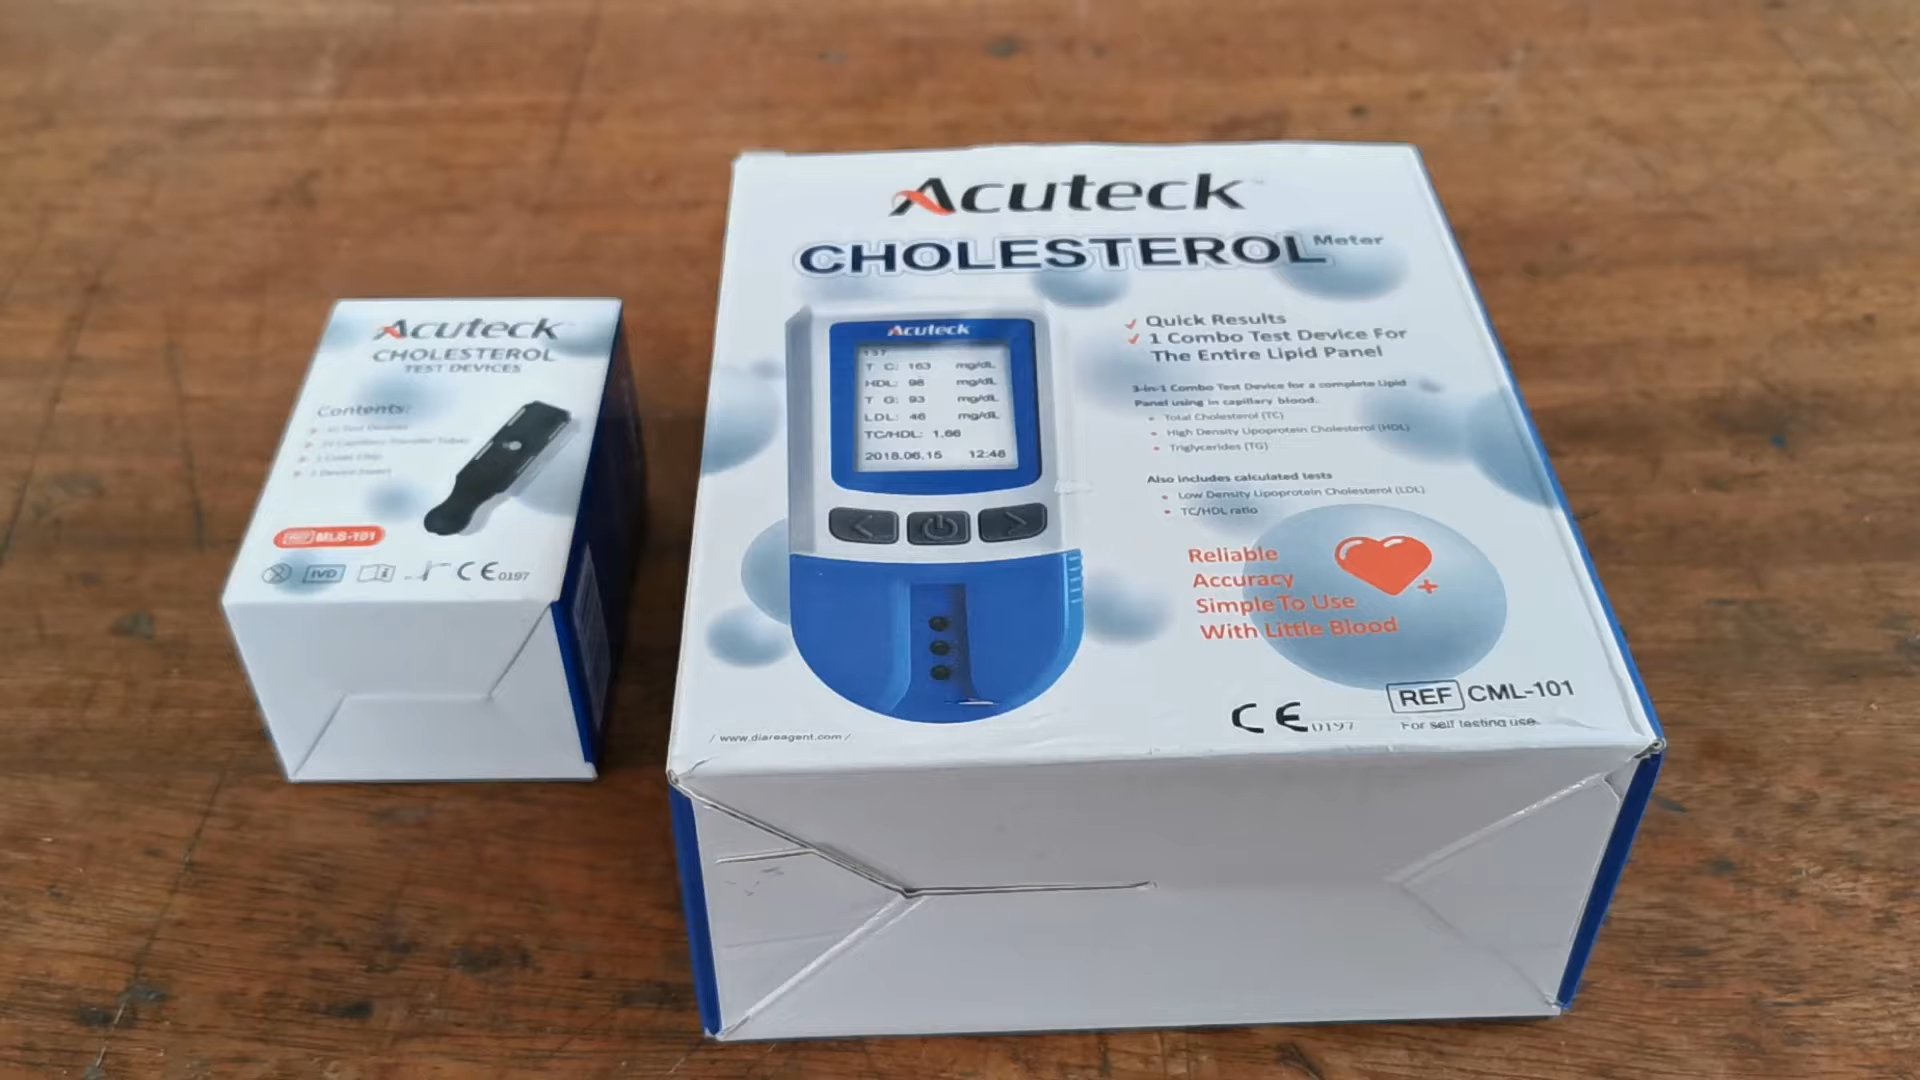 Acuteck
CHOLESTEROL
TEST DEVICES
Contents:
MLS-101
IVD
CE 0197
Acuteck
CHOLESTEROL Meter
Quick Results
1 Combo Test Device For
The Entire Lipid Panel
3-in-1 Combo Test Device for a complete Lipid
Panel using in capillary blood.
Total Cholesterol (TC)
High Density Lipoprotein Cholesterol (HDL)
Triglycerides (TG)
Also includes calculated tests
Low Density Lipoprotein Cholesterol (LDL)
TC/HDL ratio
Reliable
Accuracy
Simple To Use
With Little Blood
Acuteck
137
T C: 163 mg/dL
HDL: 98 mg/dL
T G: 93 mg/dL
LDL: 46 mg/dL
TC/HDL: 1.66
2018.06.15 12:48
REF CML-101
CE 0197
For self testing use.
/ www.diareagent.com /